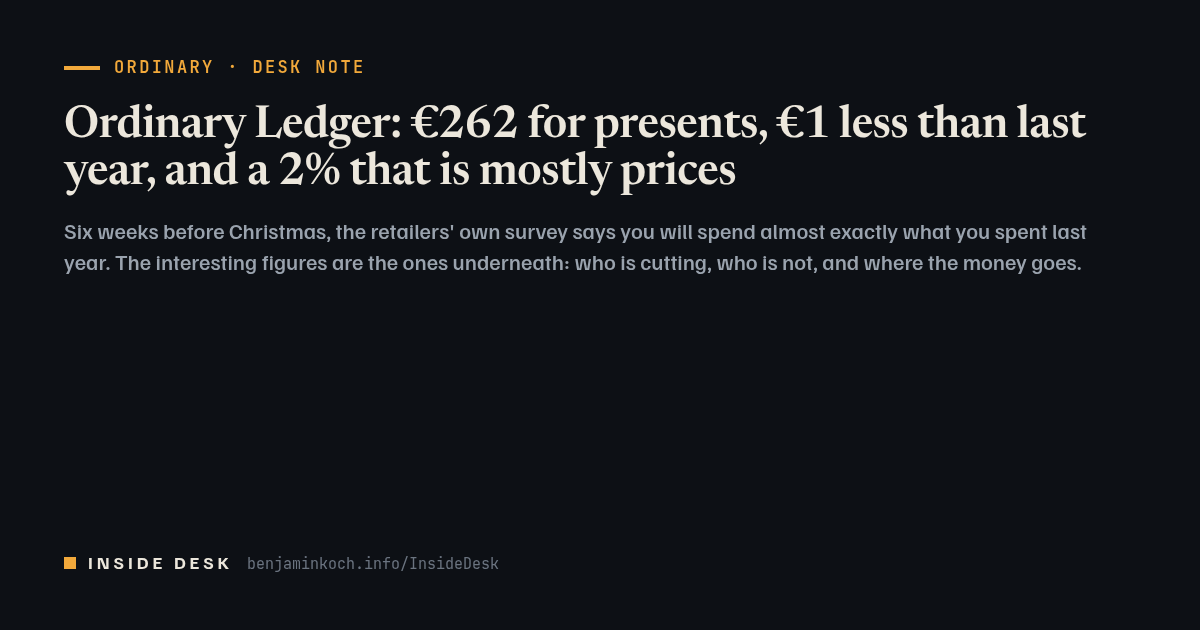 ORDINARY · DESK NOTE
Ordinary Ledger: €262 for presents, €1 less than last
year, and a 2% that is mostly prices
Six weeks before Christmas, the retailers' own survey says you will spend almost exactly what you spent last
year. The interesting figures are the ones underneath: who is cutting, who is not, and where the money goes.
INSIDE DESK benjaminkoch.info/InsideDesk